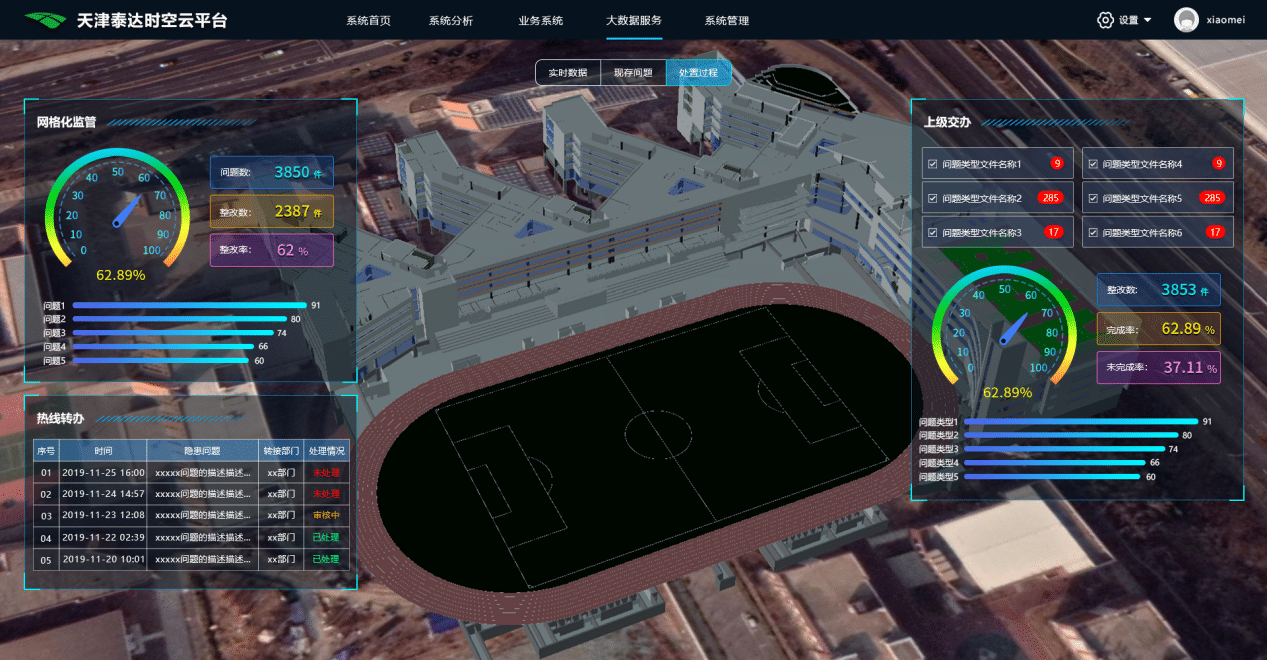 天津泰达时空云平台
系统首页 系统分析 业务系统 大数据服务 系统管理
设置 xiaomei
实时数据 现存问题 处置过程
网格化监管
0 10 20 30 40 50 60 70 80 90 100
62.89%
问题数: 3850 件
整改数: 2387 件
整改率: 62 %
问题1 91
问题2 80
问题3 74
问题4 66
问题5 60
热线转办
序号 时间 隐患问题 转接部门 处理情况
01 2019-11-25 16:00 xxxxx问题的描述描述... xx部门 未处理
02 2019-11-24 14:57 xxxxx问题的描述描述... xx部门 未处理
03 2019-11-23 12:08 xxxxx问题的描述描述... xx部门 审核中
04 2019-11-22 02:39 xxxxx问题的描述描述... xx部门 已处理
05 2019-11-20 10:01 xxxxx问题的描述描述... xx部门 已处理
上级交办
问题类型文件名称1 9 问题类型文件名称4 9
问题类型文件名称2 285 问题类型文件名称5 285
问题类型文件名称3 17 问题类型文件名称6 17
0 10 20 30 40 50 60 70 80 90 100
62.89%
整改数: 3853 件
完成率: 62.89 %
未完成率: 37.11 %
问题类型1 91
问题类型2 80
问题类型3 74
问题类型4 66
问题类型5 60